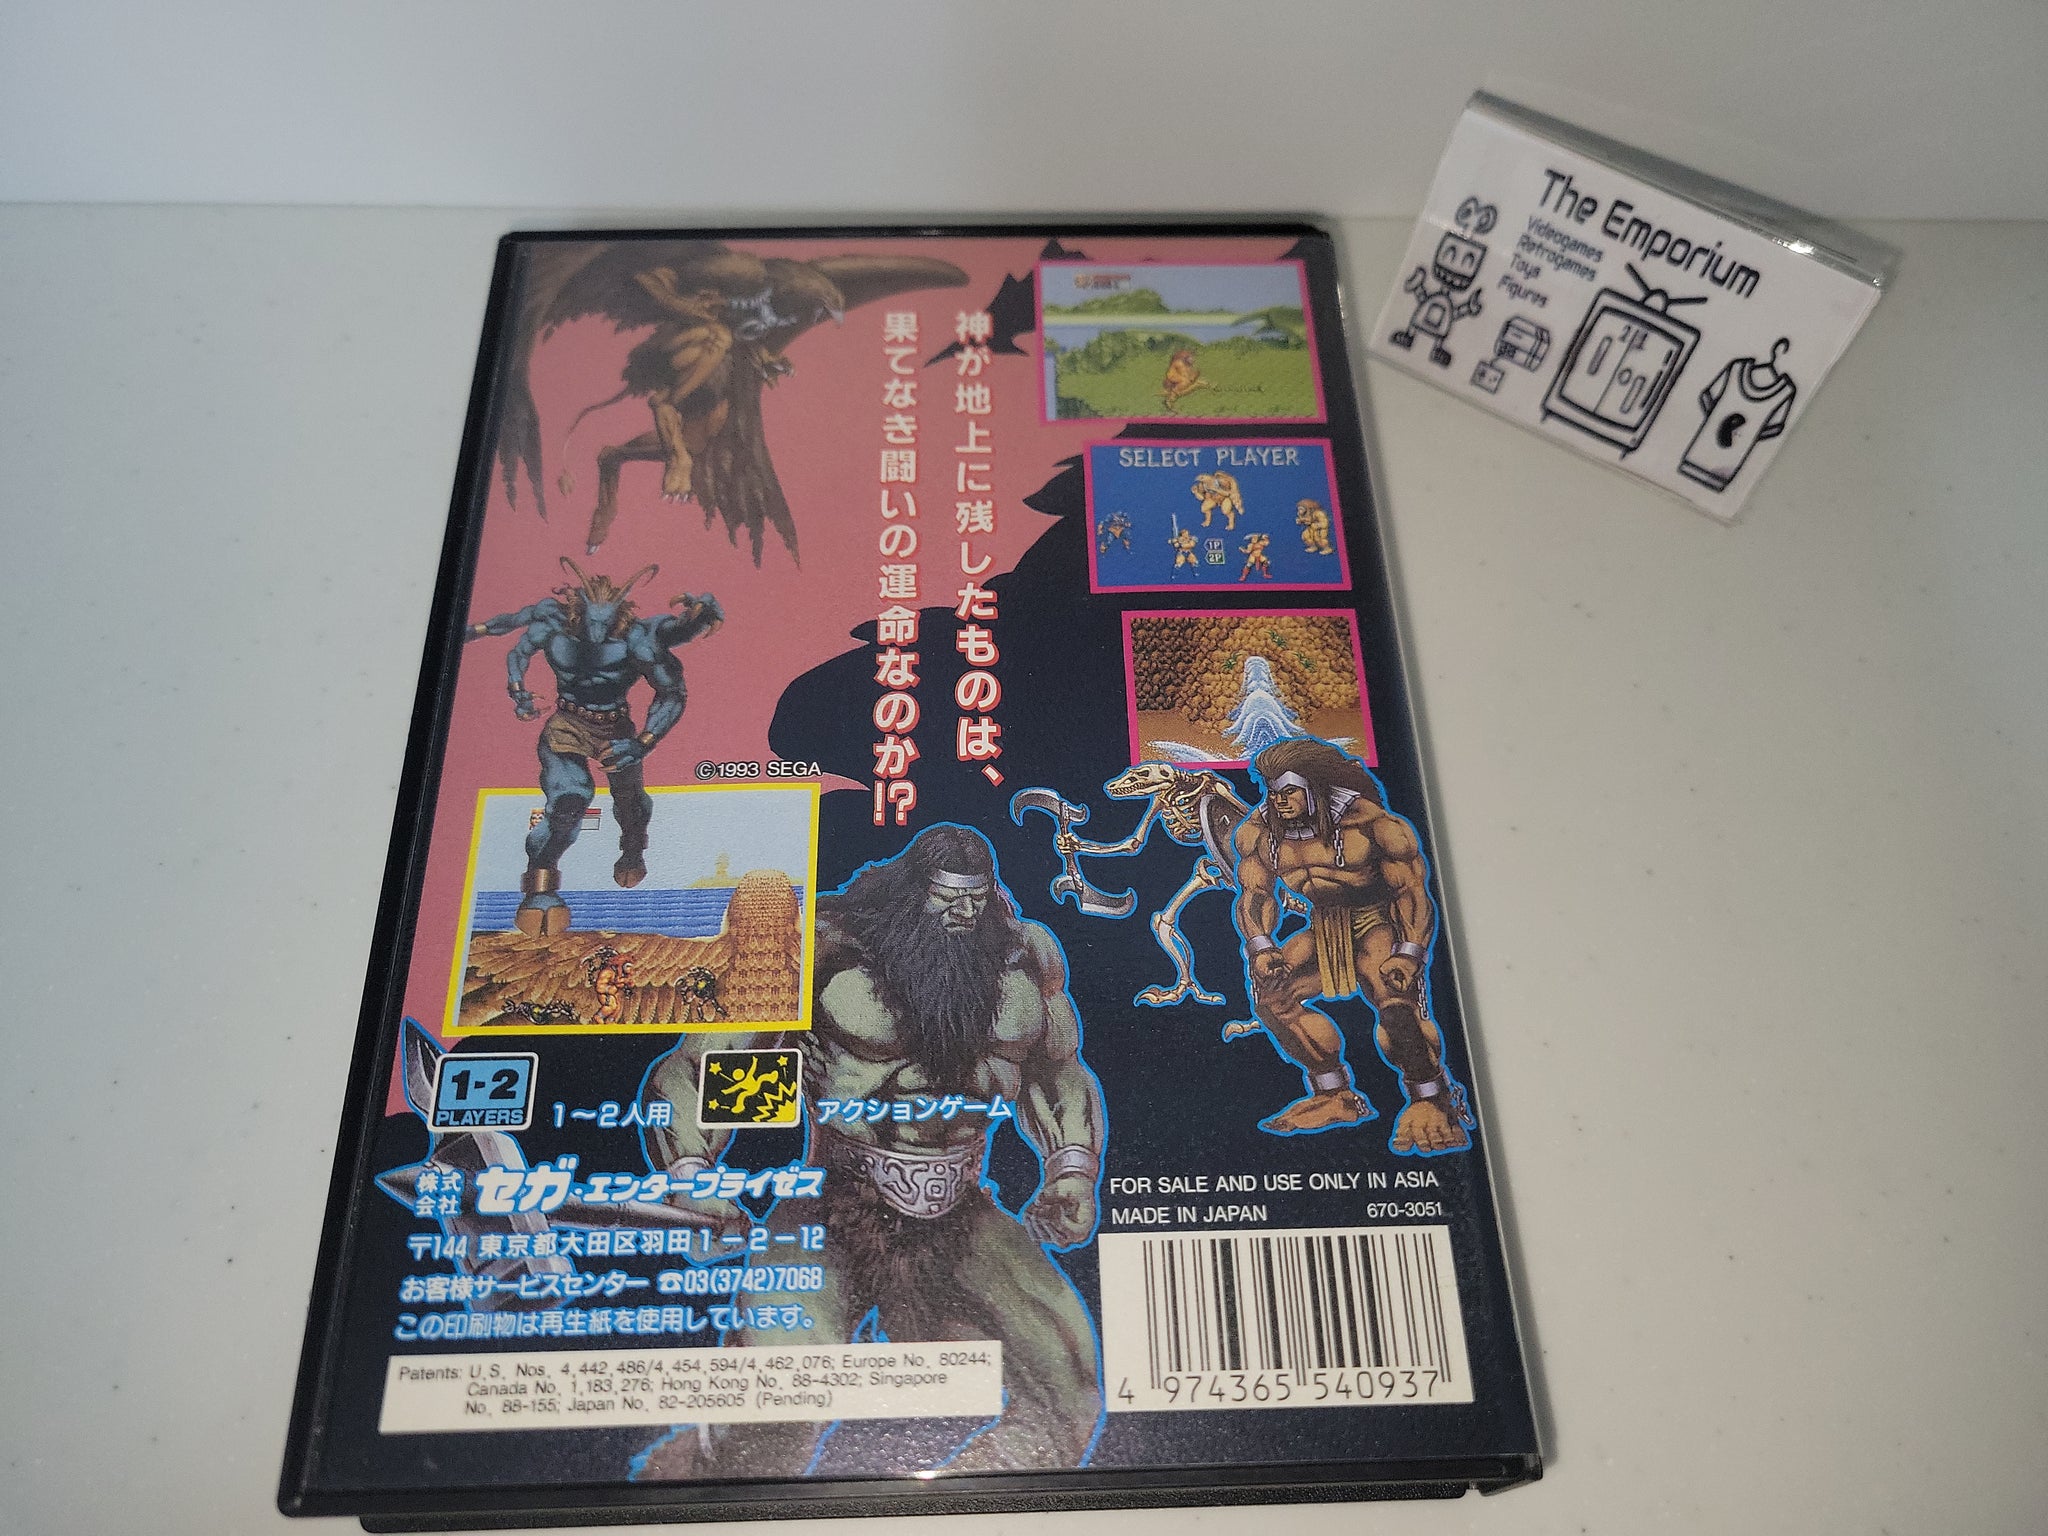 The Emporium
Videogames
Retrogames
Toys
Figures
神が地上に残したものは、
果てなき闘いの運命なのか!?
SELECT PLAYER
1P
2P
©1993 SEGA
1-2
PLAYERS
1~2人用
アクションゲーム
株式会社 セガ・エンタープライゼス
〒144 東京都大田区羽田1-2-12
お客様サービスセンター ☎03(3742)7068
この印刷物は再生紙を使用しています。
Patents: U.S. Nos. 4,442,486/4,454,594/4,462,076; Europe No. 80244;
Canada No. 1,183,276; Hong Kong No. 88-4302; Singapore
No. 88-155; Japan No. 82-205605 (Pending)
FOR SALE AND USE ONLY IN ASIA
MADE IN JAPAN 670-3051
4 974365 540937